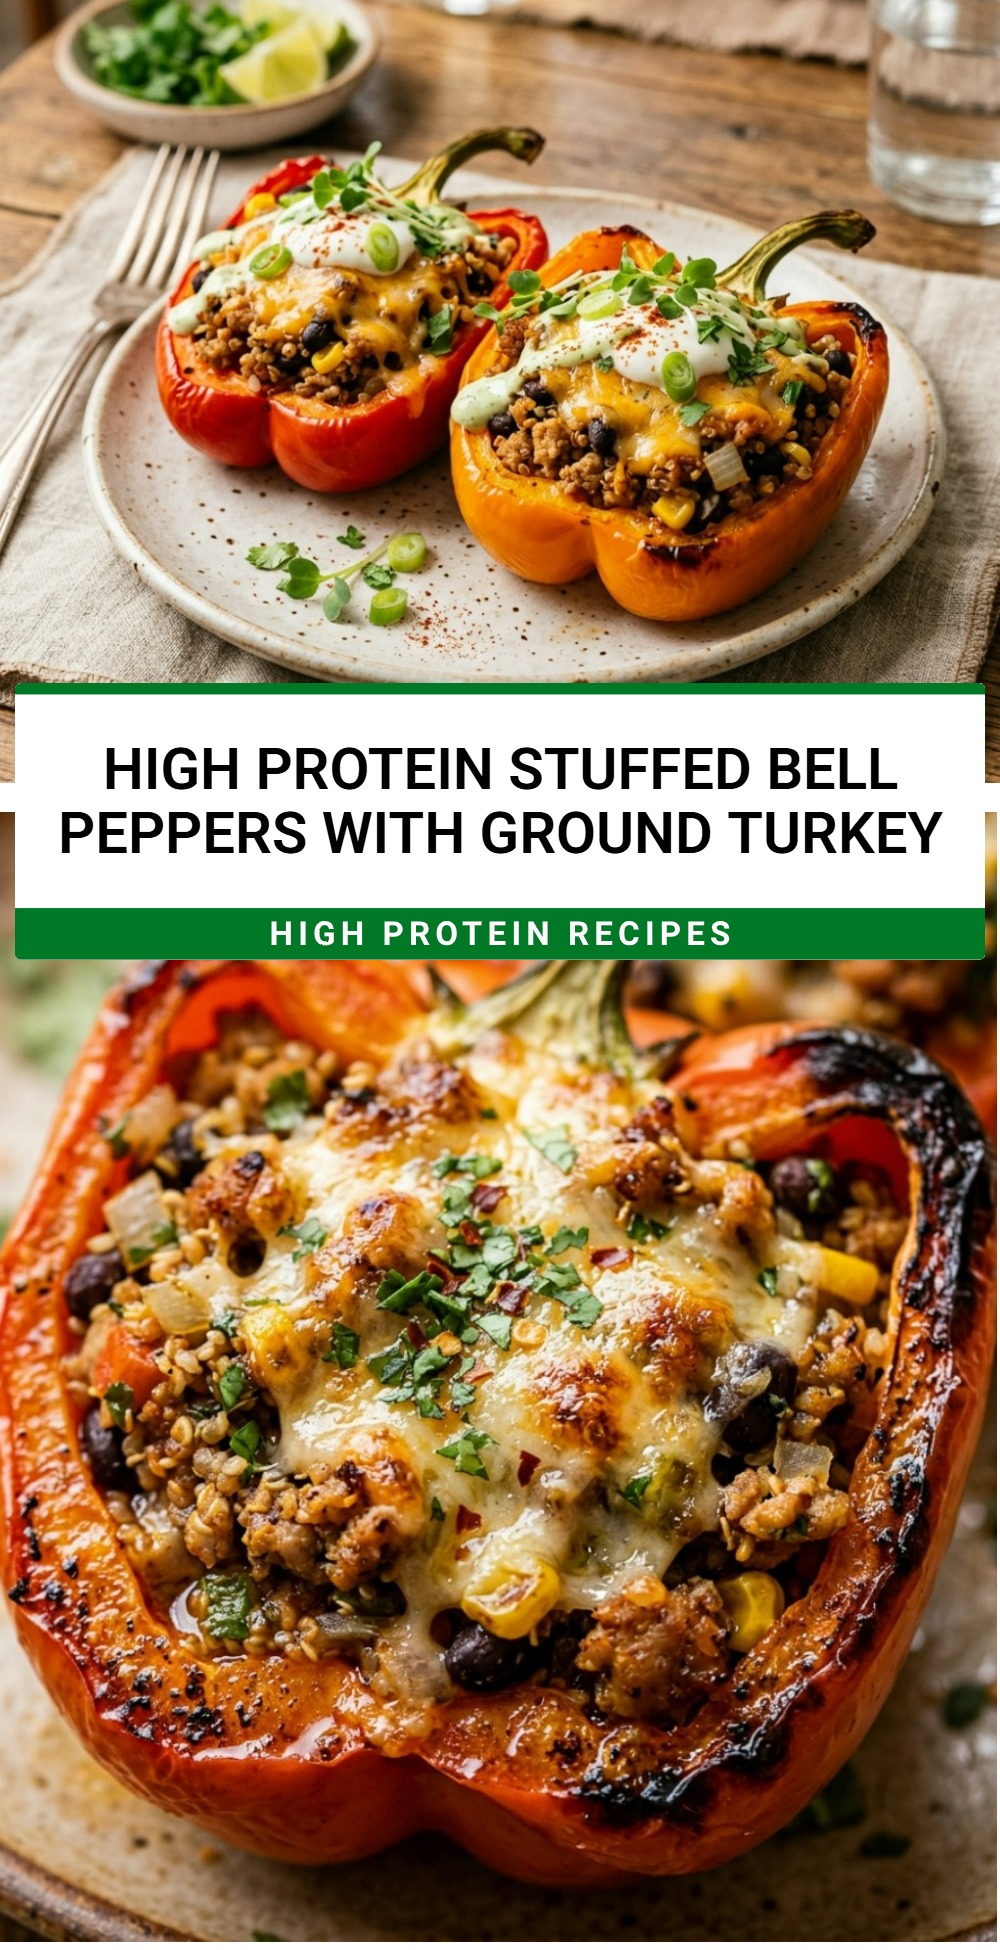 HIGH PROTEIN STUFFED BELL
PEPPERS WITH GROUND TURKEY
HIGH PROTEIN RECIPES